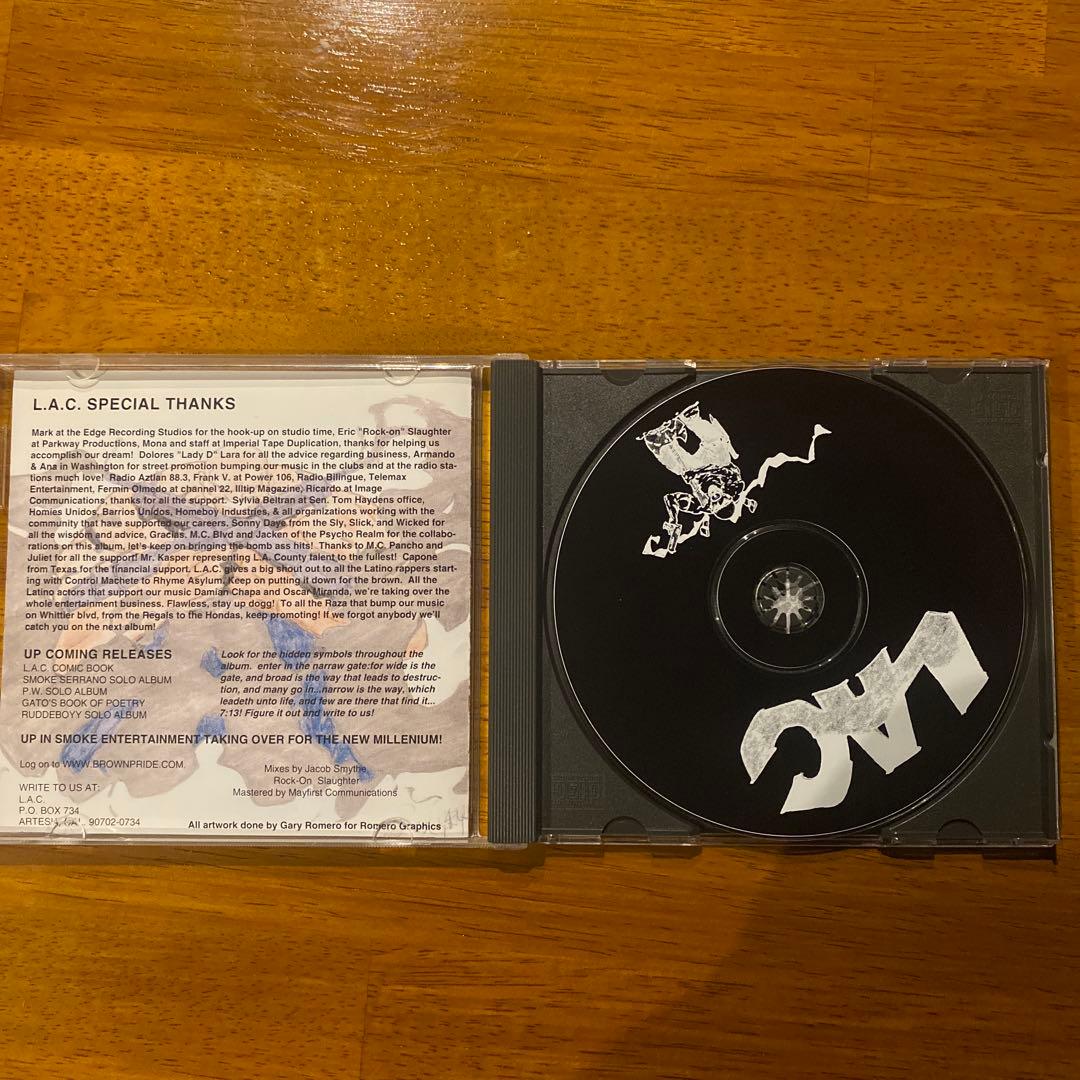 L.A.C. SPECIAL THANKS
Mark at the Edge Recording Studios for the hook-up on studio time, Eric "Rock-on" Slaughter
at Parkway Productions, Mona and staff at Imperial Tape Duplication, thanks for helping us
accomplish our dream! Dolores "Lady D" Lara for all the advice regarding business, Armando
& Ana in Washington for street promotion bumping our music in the clubs and at the radio sta-
tions much love! Radio Aztlan 88.3, Frank V. at Power 106, Radio Bilingue, Telemax
Entertainment, Fermin Olmedo at channel 22, Illtip Magazine, Ricardo at Image
Communications, thanks for all the support. Sylvia Beltran at Sen. Tom Haydens office,
Homies Unidos, Barrios Unidos, Homeboy Industries, & all organizations working with the
community that have supported our careers. Sonny Daye from the Sly, Slick, and Wicked for
all the wisdom and advice, Gracias. M.C. Blvd and Jacken of the Psycho Realm for the collabo-
rations on this album, let's keep on bringing the bomb ass hits! Thanks to M.C. Pancho and
Juliet for all the support! Mr. Kasper representing L.A. County talent to the fullest! Capone
from Texas for the financial support. L.A.C. gives a big shout out to all the Latino rappers start-
ing with Control Machete to Rhyme Asylum, keep on putting it down for the brown. All the
Latino actors that support our music Damian Chapa and Oscar Miranda, we're taking over the
whole entertainment business. Flawless, stay up dogg! To all the Raza that bump our music
on Whittier blvd, from the Regals to the Hondas, keep promoting! If we forgot anybody we'll
catch you on the next album!
UP COMING RELEASES
L.A.C. COMIC BOOK
SMOKE SERRANO SOLO ALBUM
P.W. SOLO ALBUM
GATO'S BOOK OF POETRY
RUDDEBOYY SOLO ALBUM
Look for the hidden symbols throughout the
album. enter in the narraw gate:for wide is the
gate, and broad is the way that leads to destruc-
tion, and many go in...narrow is the way, which
leadeth unto life, and few are there that find it...
7:13! Figure it out and write to us!
UP IN SMOKE ENTERTAINMENT TAKING OVER FOR THE NEW MILLENIUM!
Log on to WWW.BROWNPRIDE.COM.
Mixes by Jacob Smythe
Rock-On Slaughter
Mastered by Mayfirst Communications
WRITE TO US AT:
L.A.C.
P.O. BOX 734
ARTESIA, CAL. 90702-0734
All artwork done by Gary Romero for Romero Graphics
LAC